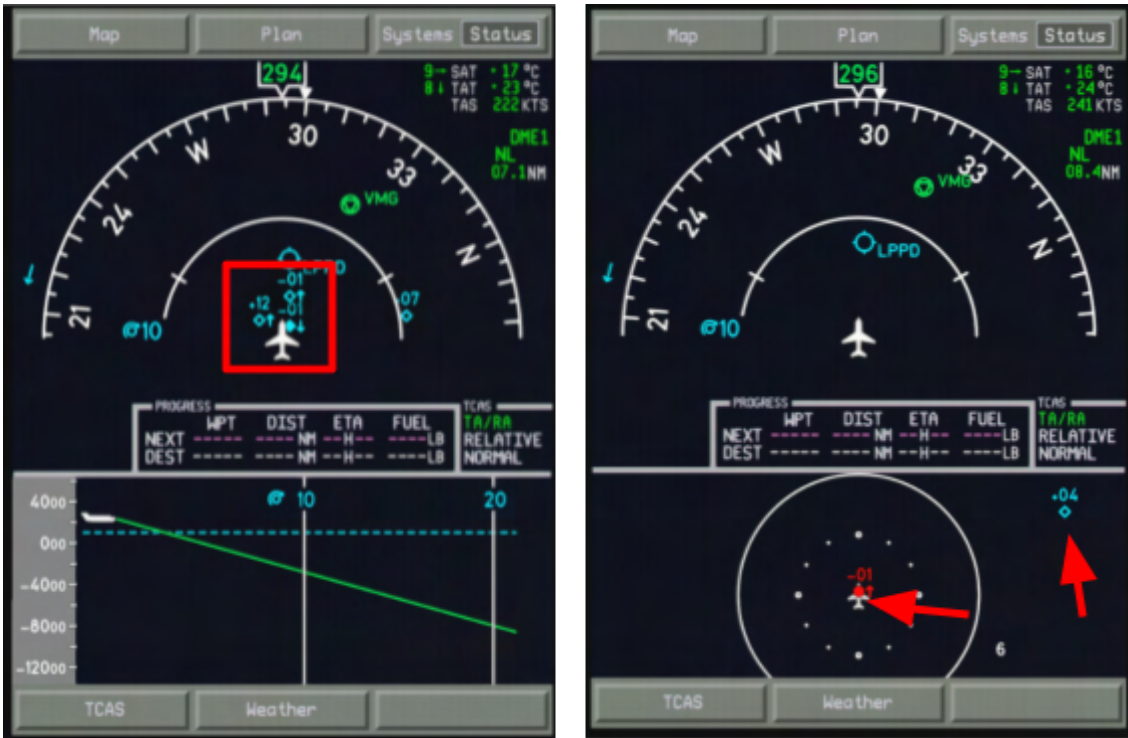 Map Plan Systems Status
294
9→ SAT +17 °C
8↓ TAT +23 °C
TAS 222 KTS
DME1
NL
07.1NM
21 24 W 30 33 N
VMG
LPPD
-01
+12
-01
07
10
PROGRESS
WPT DIST ETA FUEL
NEXT ----- ---- NM --H-- ----LB
DEST ----- ---- NM --H-- ----LB
TCAS
TA/RA
RELATIVE
NORMAL
10 20
4000
000
-4000
-8000
-12000
TCAS Weather
Map Plan Systems Status
296
9→ SAT +16 °C
8↓ TAT +24 °C
TAS 241 KTS
DME1
NL
08.4NM
21 24 W 30 33 N
VMG
LPPD
10
PROGRESS
WPT DIST ETA FUEL
NEXT ----- ---- NM --H-- ----LB
DEST ----- ---- NM --H-- ----LB
TCAS
TA/RA
RELATIVE
NORMAL
+04
-01
6
TCAS Weather